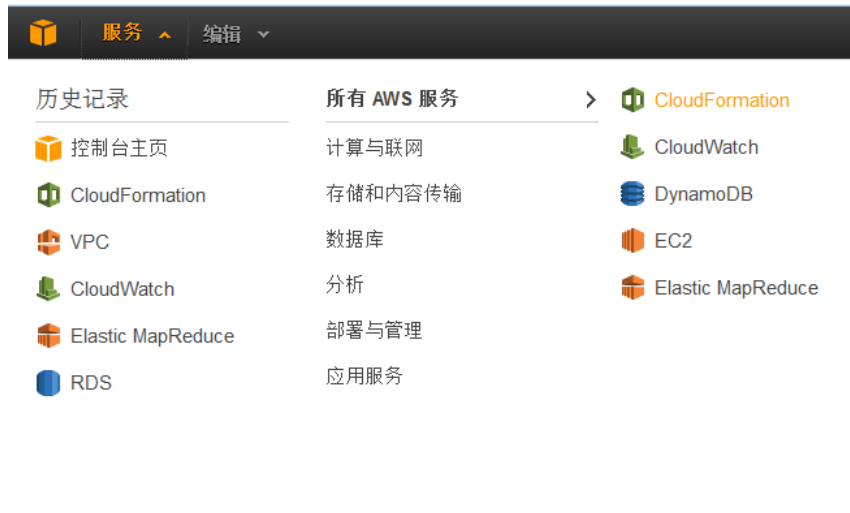 服务 编辑
历史记录
控制台主页
CloudFormation
VPC
CloudWatch
Elastic MapReduce
RDS
所有 AWS 服务
计算与联网
存储和内容传输
数据库
分析
部署与管理
应用服务
CloudFormation
CloudWatch
DynamoDB
EC2
Elastic MapReduce